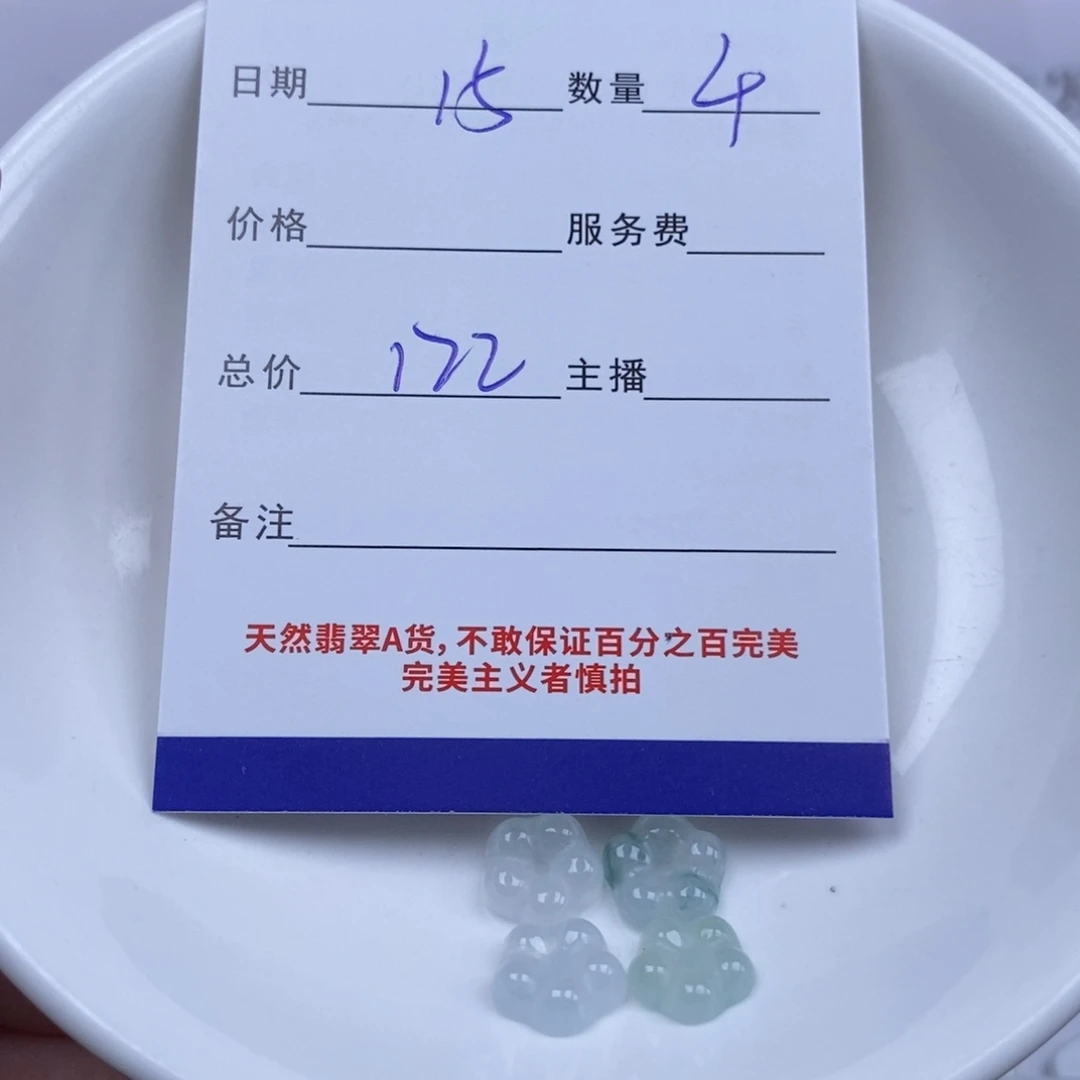 日期 15 数量 4
价格 服务费
总价 122 主播
备注
天然翡翠A货,不敢保证百分之百完美
完美主义者慎拍